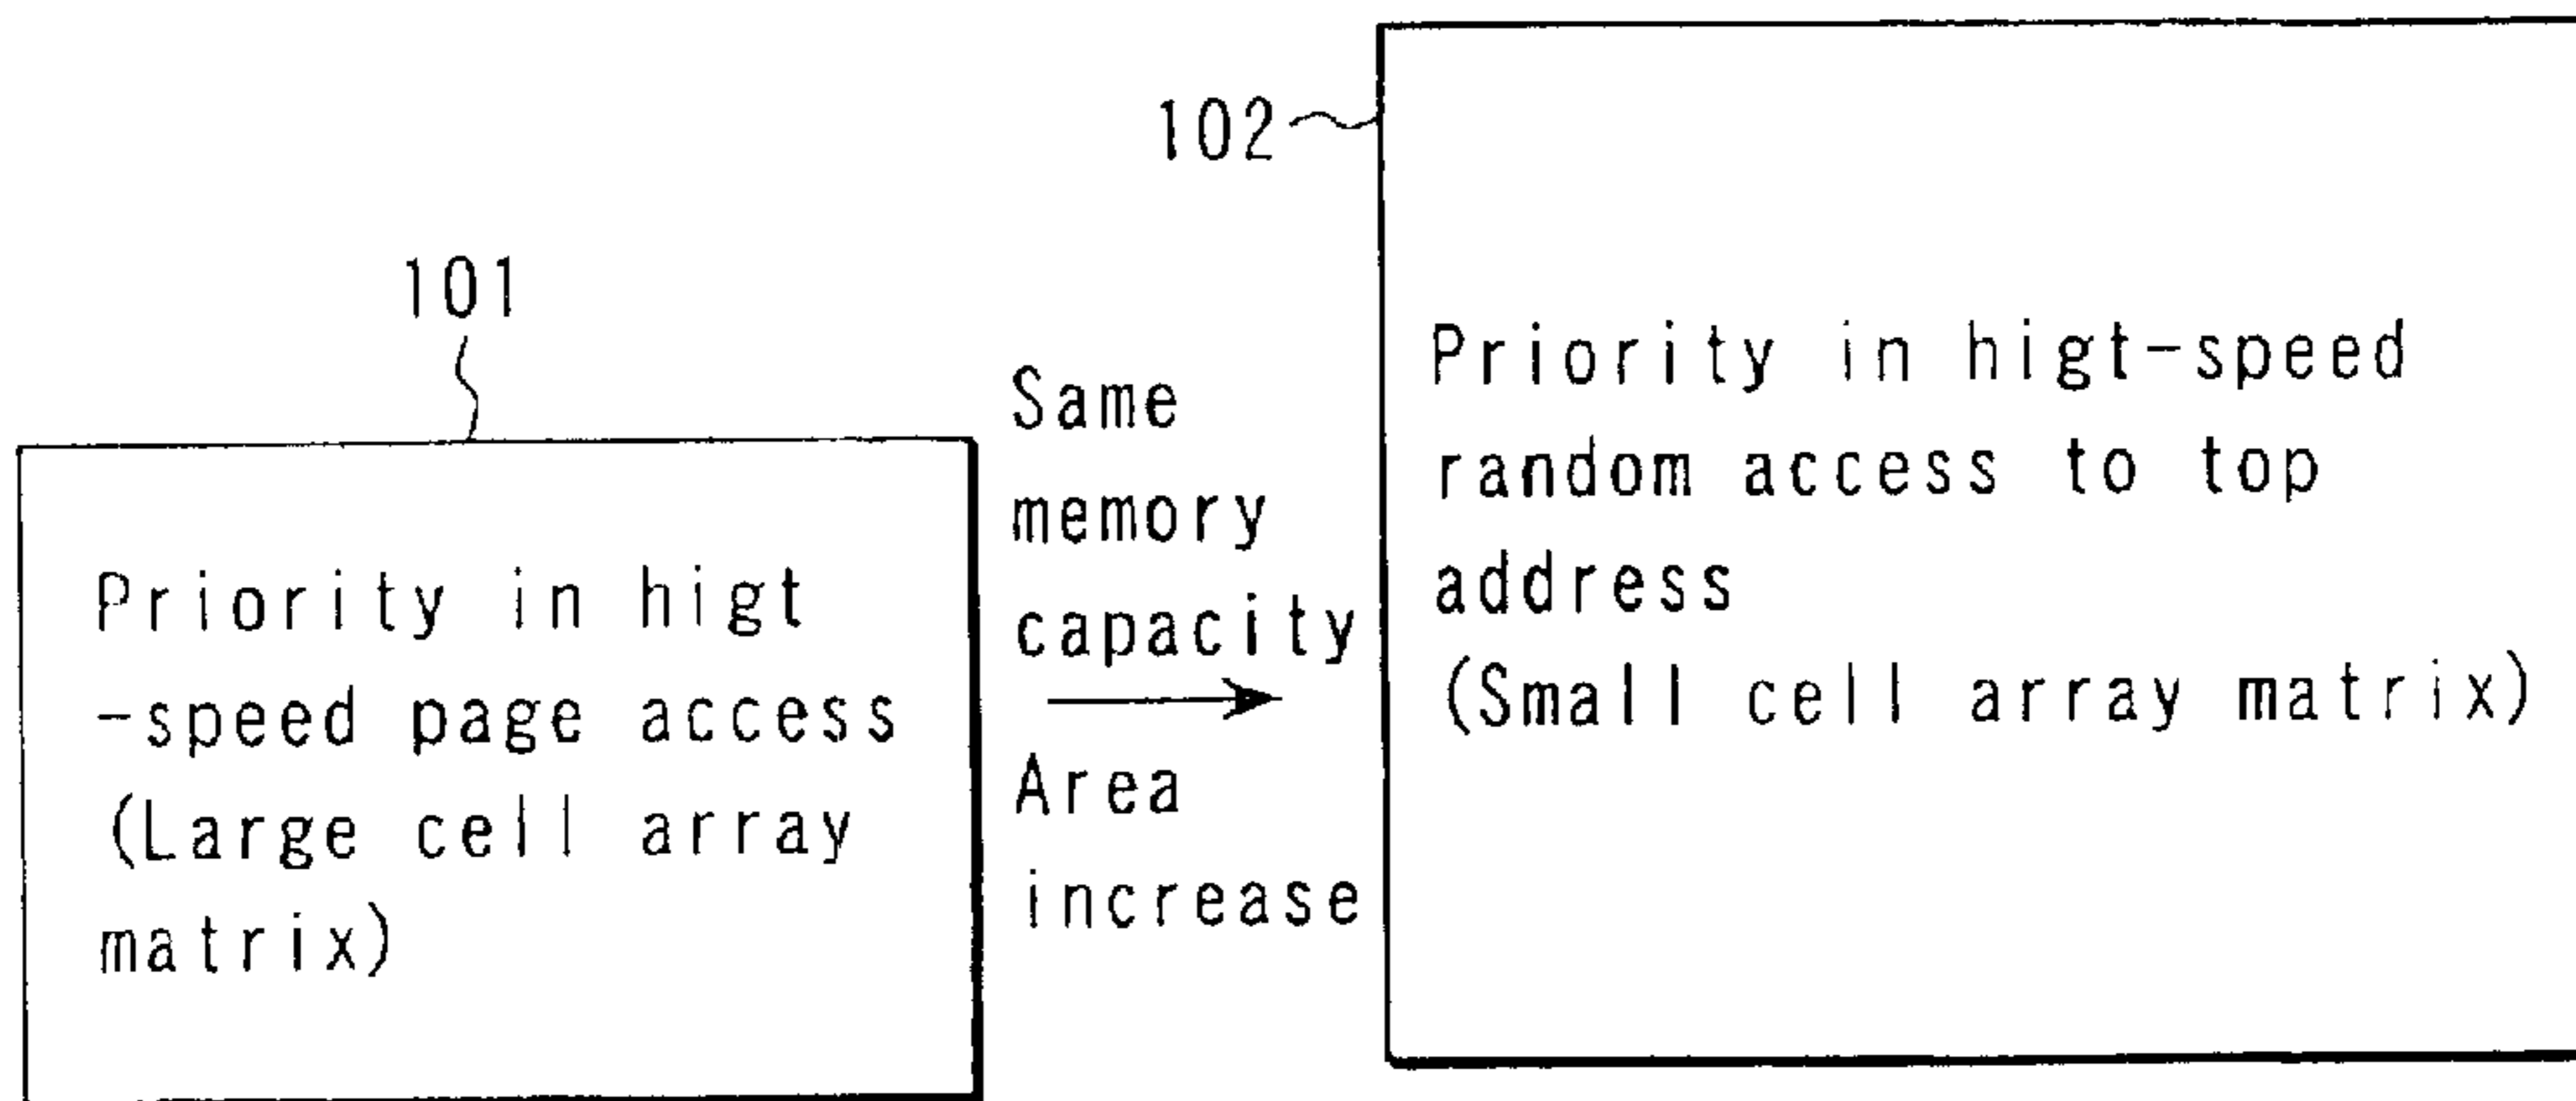 101
Priority in higt
-speed page access
(Large cell array
matrix)
Same
memory
capacity
Area
increase
102
Priority in higt-speed
random access to top
address
(Small cell array matrix)